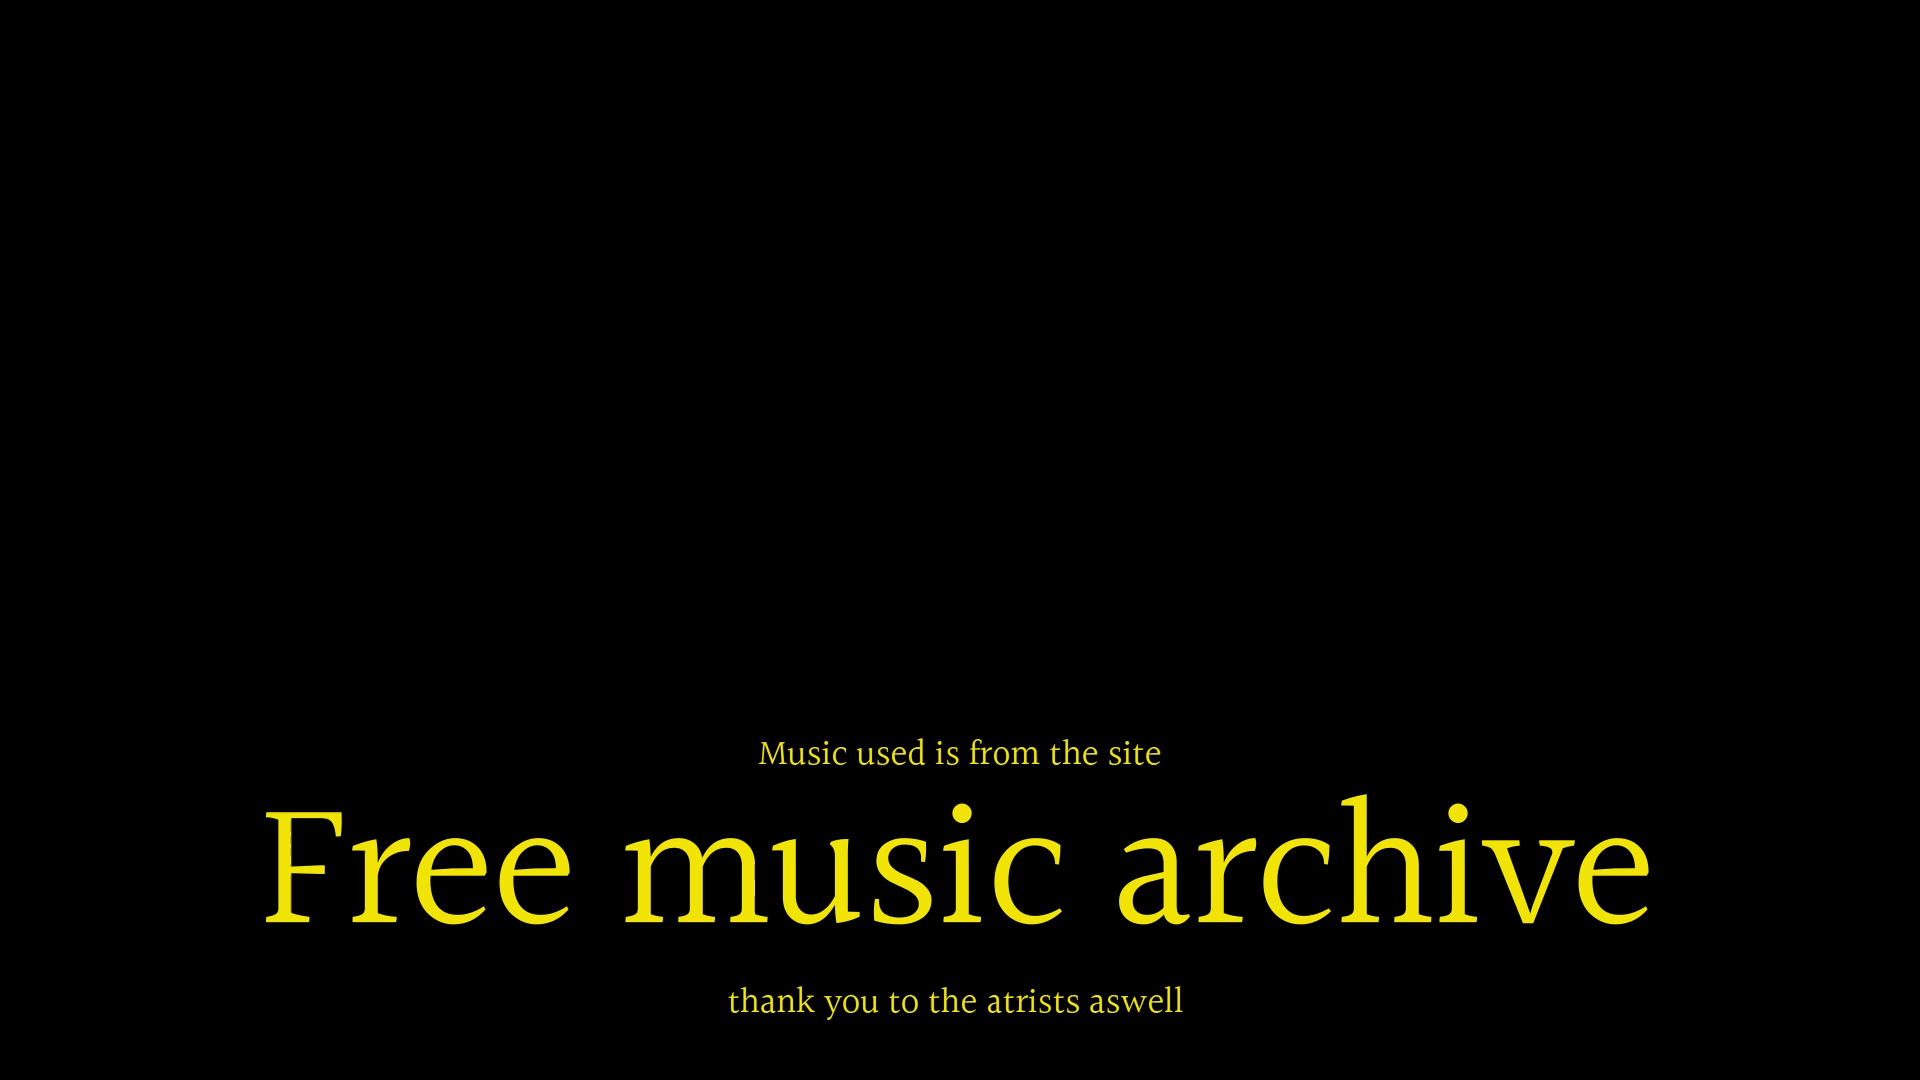 Music used is from the site
Free music archive
thank you to the atrists aswell